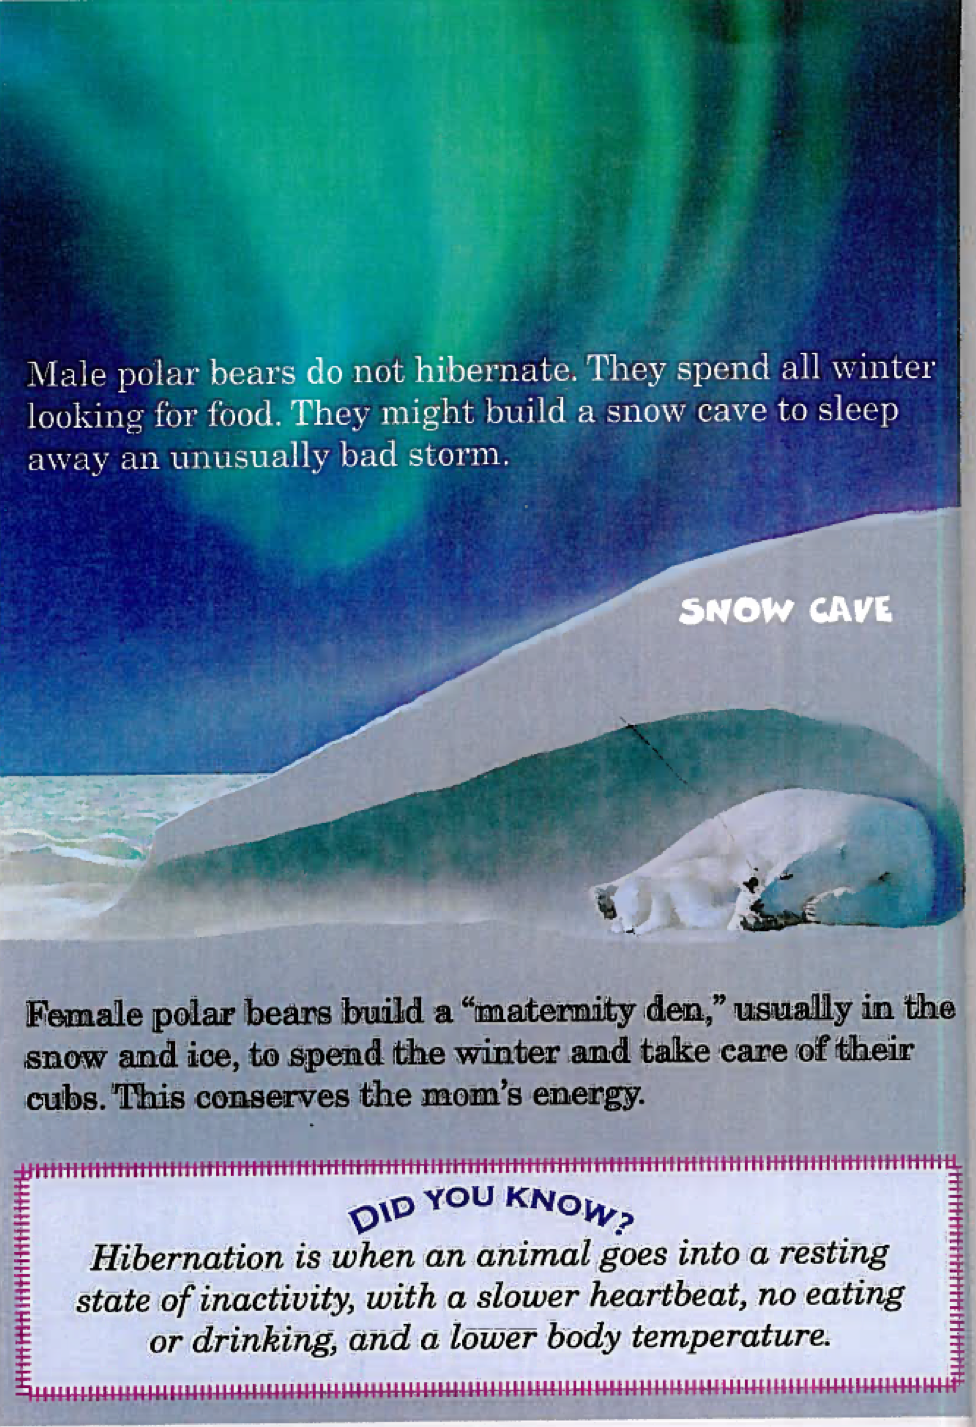 Male polar bears do not hibernate. They spend all winter
looking for food. They might build a snow cave to sleep
away an unusually bad storm.
SNOW CAVE
Female polar bears build a “maternity den,” usually in the
snow and ice, to spend the winter and take care of their
cubs. This conserves the mom’s energy.
DID YOU KNOW?
Hibernation is when an animal goes into a resting
state of inactivity, with a slower heartbeat, no eating
or drinking, and a lower body temperature.